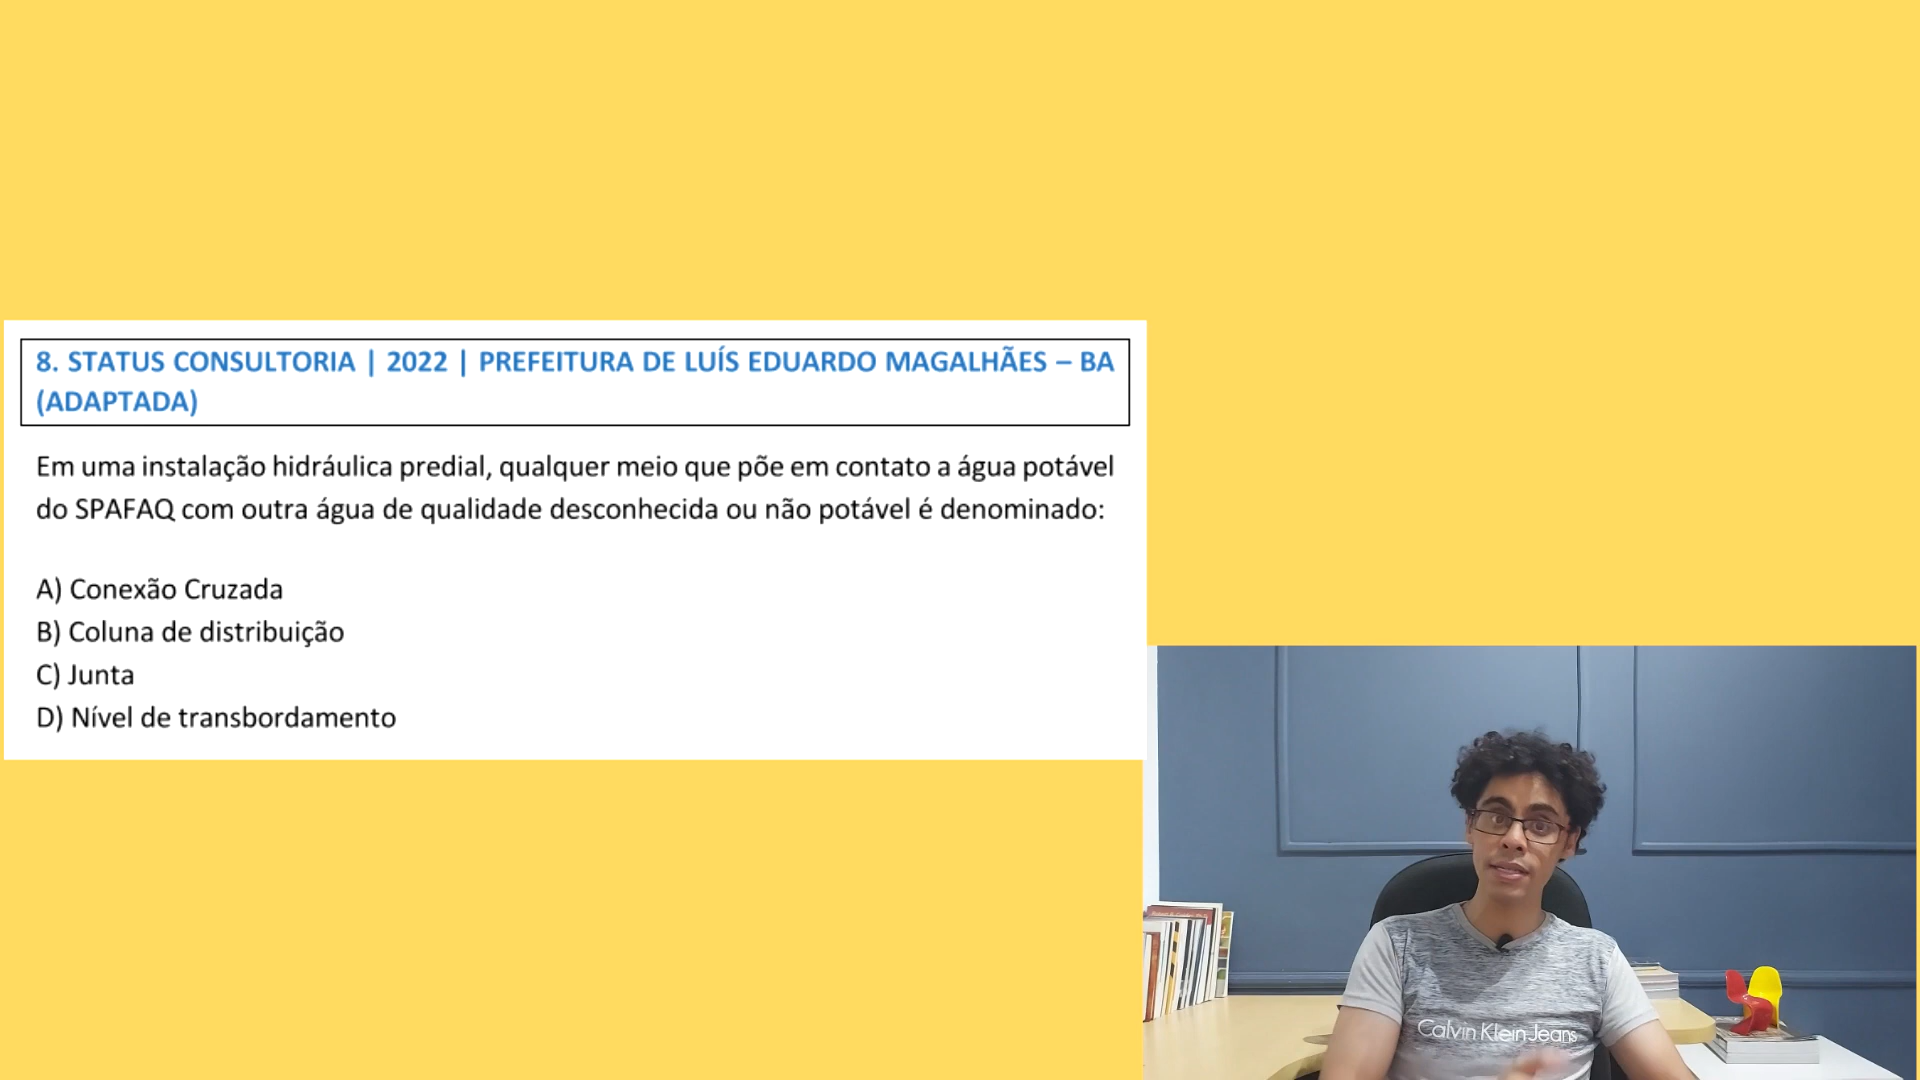 8. STATUS CONSULTORIA | 2022 | PREFEITURA DE LUÍS EDUARDO MAGALHÃES – BA
(ADAPTADA)
Em uma instalação hidráulica predial, qualquer meio que põe em contato a água potável
do SPAFAQ com outra água de qualidade desconhecida ou não potável é denominado:
A) Conexão Cruzada
B) Coluna de distribuição
C) Junta
D) Nível de transbordamento
Calvin Klein Jeans